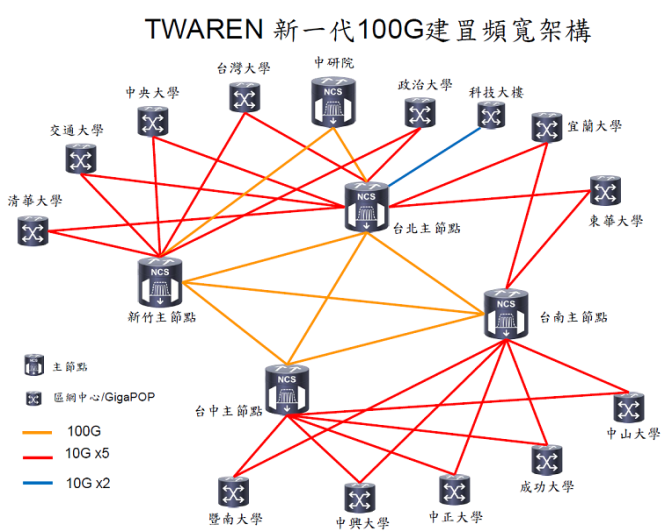 TWAREN 新一代100G建置頻寬架構
中研院
台灣大學
政治大學
科技大樓
中央大學
宜蘭大學
交通大學
清華大學
東華大學
NCS
NCS
台北主節點
NCS
新竹主節點
NCS
台南主節點
NCS
台中主節點
主節點
區網中心/GigaPOP
100G
10G x5
10G x2
中山大學
成功大學
中正大學
中興大學
暨南大學